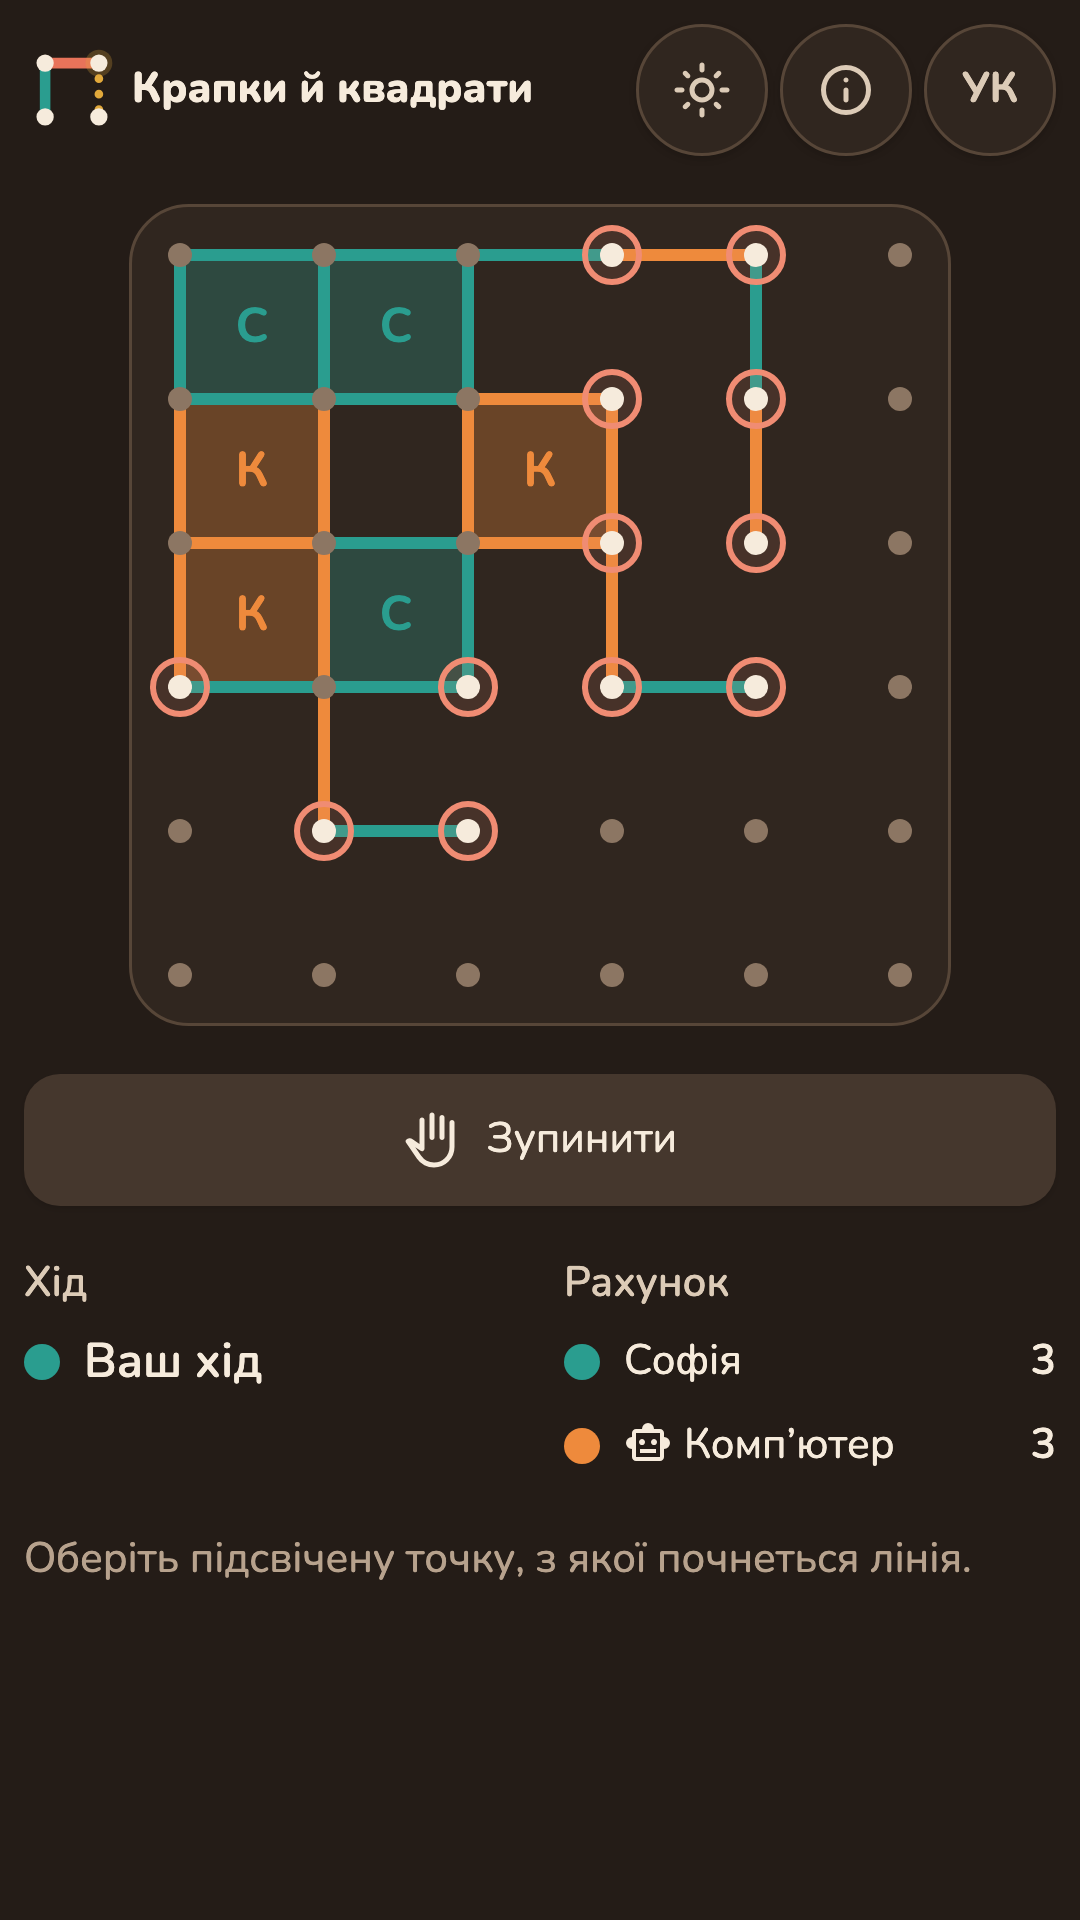 Крапки й квадрати
УК
С С
К К
К С
Зупинити
Хід
Ваш хід
Рахунок
Софія 3
Комп’ютер 3
Оберіть підсвічену точку, з якої почнеться лінія.